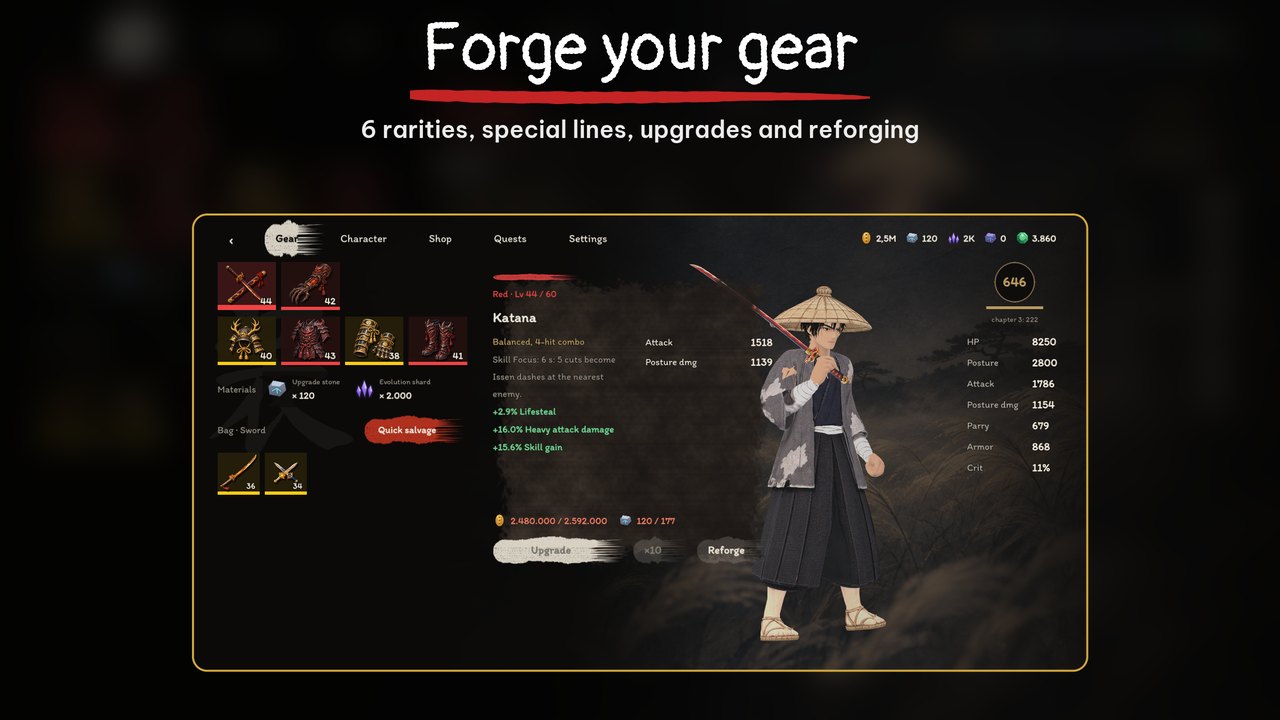 Forge your gear
6 rarities, special lines, upgrades and reforging
‹ Gear Character Shop Quests Settings 2,5M 120 2K 0 3.860
44 42
40 43 38 41
Materials Upgrade stone × 120 Evolution shard × 2.000
Bag · Sword Quick salvage
36 34
Red · Lv 44 / 60
Katana
Balanced, 4-hit combo
Skill Focus: 6 s: 5 cuts become
Issen dashes at the nearest
enemy.
+2.9% Lifesteal
+16.0% Heavy attack damage
+15.6% Skill gain
Attack 1518
Posture dmg 1139
2.480.000 / 2.592.000 120 / 177
Upgrade ×10 Reforge
646
chapter 3: 222
HP 8250
Posture 2800
Attack 1786
Posture dmg 1154
Parry 679
Armor 868
Crit 11%